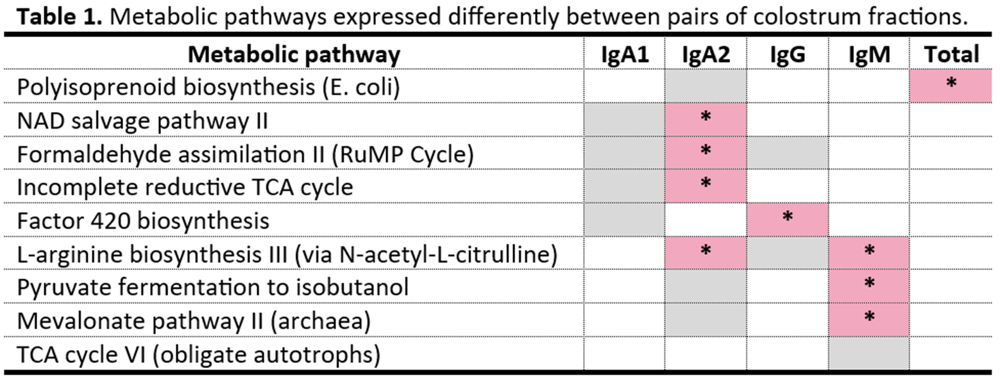 Table 1. Metabolic pathways expressed differently between pairs of colostrum fractions.
Metabolic pathway IgA1 IgA2 IgG IgM Total
Polyisoprenoid biosynthesis (E. coli) *
NAD salvage pathway II *
Formaldehyde assimilation II (RuMP Cycle) *
Incomplete reductive TCA cycle *
Factor 420 biosynthesis *
L-arginine biosynthesis III (via N-acetyl-L-citrulline) * *
Pyruvate fermentation to isobutanol *
Mevalonate pathway II (archaea) *
TCA cycle VI (obligate autotrophs)